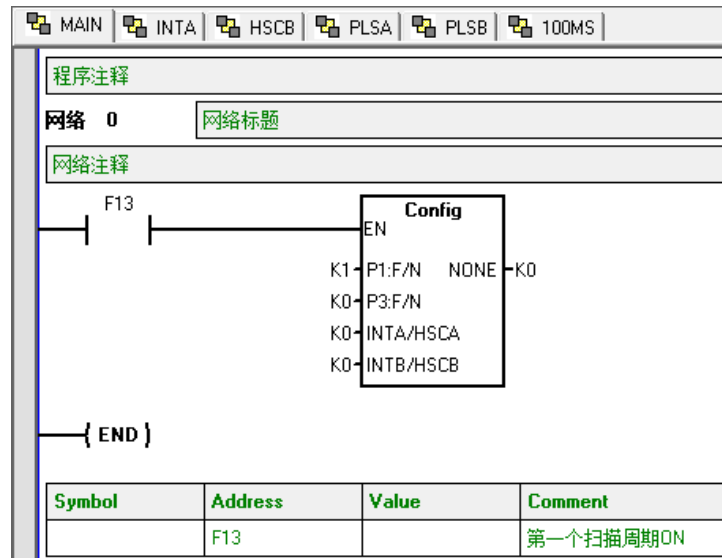 MAIN INTA HSCB PLSA PLSB 100MS
程序注释
网络 0 网络标题
网络注释
F13 Config
EN
K1 P1:F/N NONE K0
K0 P3:F/N
K0 INTA/HSCA
K0 INTB/HSCB
( END )
Symbol Address Value Comment
F13 第一个扫描周期ON